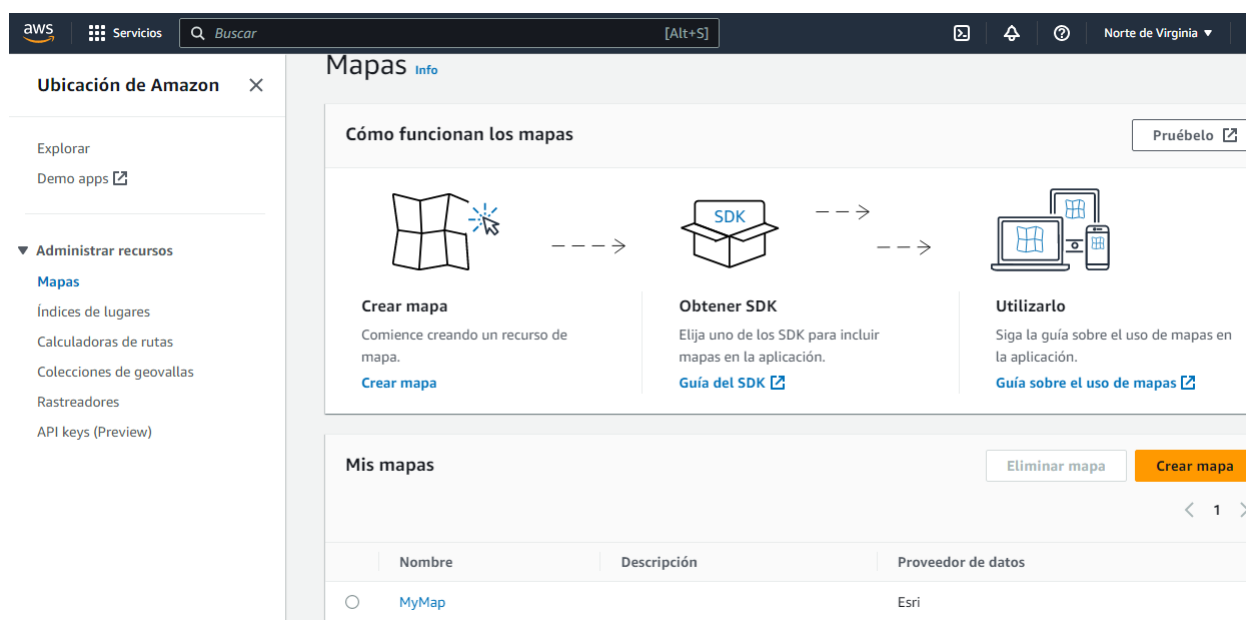 aws
Servicios
Buscar
[Alt+S]
Norte de Virginia
Ubicación de Amazon
Explorar
Demo apps
Administrar recursos
Mapas
Índices de lugares
Calculadoras de rutas
Colecciones de geovallas
Rastreadores
API keys (Preview)
Mapas Info
Cómo funcionan los mapas
Pruébelo
SDK
Crear mapa
Comience creando un recurso de
mapa.
Crear mapa
Obtener SDK
Elija uno de los SDK para incluir
mapas en la aplicación.
Guía del SDK
Utilizarlo
Siga la guía sobre el uso de mapas en
la aplicación.
Guía sobre el uso de mapas
Mis mapas
Eliminar mapa
Crear mapa
1
Nombre
Descripción
Proveedor de datos
MyMap
Esri